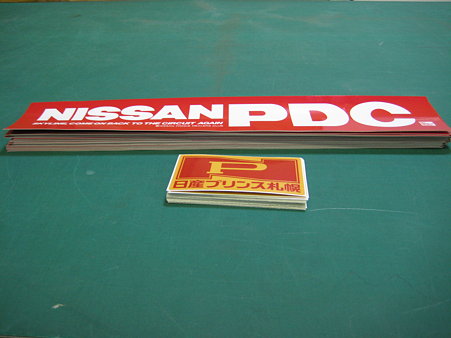 NISSAN PDC
SKYLINE, COME ON BACK TO THE CIRCUIT AGAIN
P
日産プリンス札幌